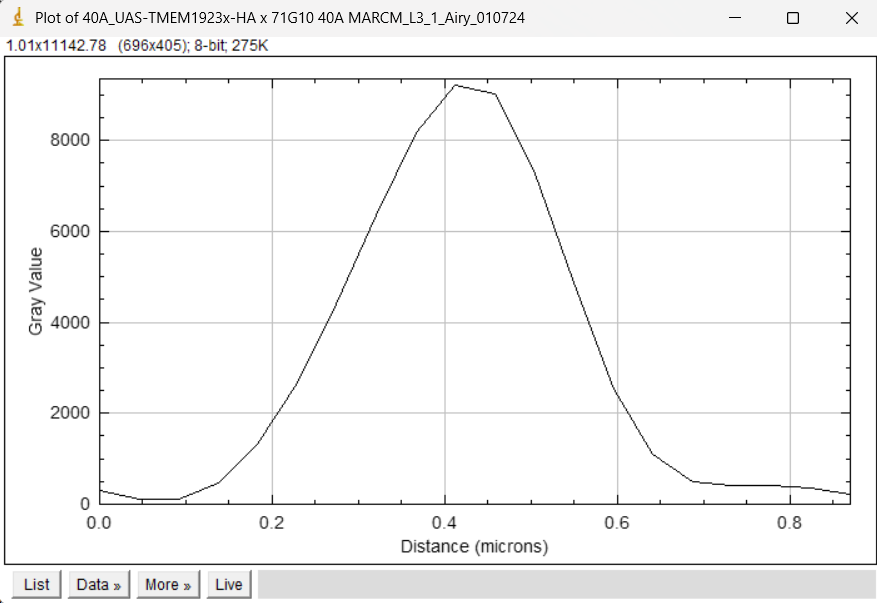 Plot of 40A_UAS-TMEM1923x-HA x 71G10 40A MARCM_L3_1_Airy_010724
1.01x11142.78 (696x405); 8-bit; 275K
8000
6000
4000
2000
0
Gray Value
0.0 0.2 0.4 0.6 0.8
Distance (microns)
List Data » More » Live